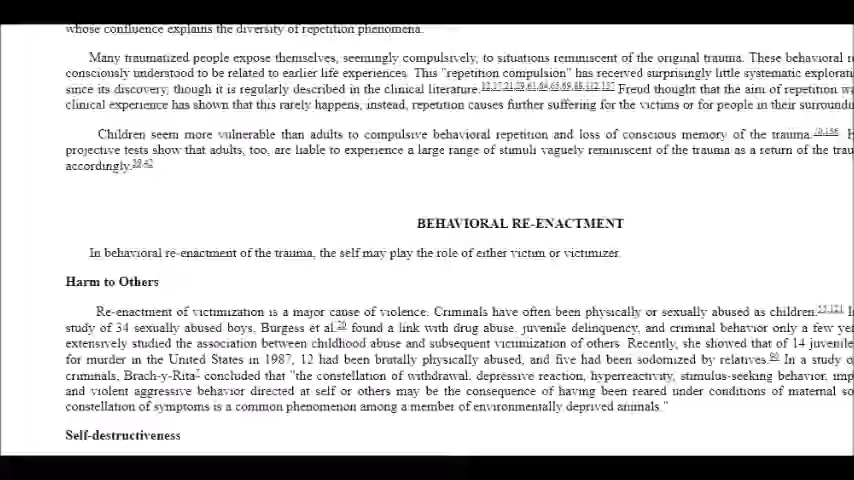 whose confluence explains the diversity of repetition phenomena.
Many traumatized people expose themselves, seemingly compulsively, to situations reminiscent of the original trauma. These behavioral
consciously understood to be related to earlier life experiences. This "repetition compulsion" has received surprisingly little systematic
since its discovery, though it is regularly described in the clinical literature. Freud thought that the aim of repetition
clinical experience has shown that this rarely happens, instead, repetition causes further suffering for the victims or for people in their
Children seem more vulnerable than adults to compulsive behavioral repetition and loss of conscious memory of the trauma.
projective tests show that adults, too, are liable to experience a large range of stimuli vaguely reminiscent of the trauma as a return of the
accordingly.
BEHAVIORAL RE-ENACTMENT
In behavioral re-enactment of the trauma, the self may play the role of either victim or victimizer.
Harm to Others
Re-enactment of victimization is a major cause of violence. Criminals have often been physically or sexually abused as children.
study of 34 sexually abused boys, Burgess et al. found a link with drug abuse, juvenile delinquency, and criminal behavior only a few
extensively studied the association between childhood abuse and subsequent victimization of others. Recently, she showed that of 14
for murder in the United States in 1987, 12 had been brutally physically abused, and five had been sodomized by relatives. In a study
criminals, Brach-y-Rita concluded that "the constellation of withdrawal, depressive reaction, hyperreactivity, stimulus-seeking behavior,
and violent aggressive behavior directed at self or others may be the consequence of having been reared under conditions of maternal
constellation of symptoms is a common phenomenon among a member of environmentally deprived animals."
Self-destructiveness